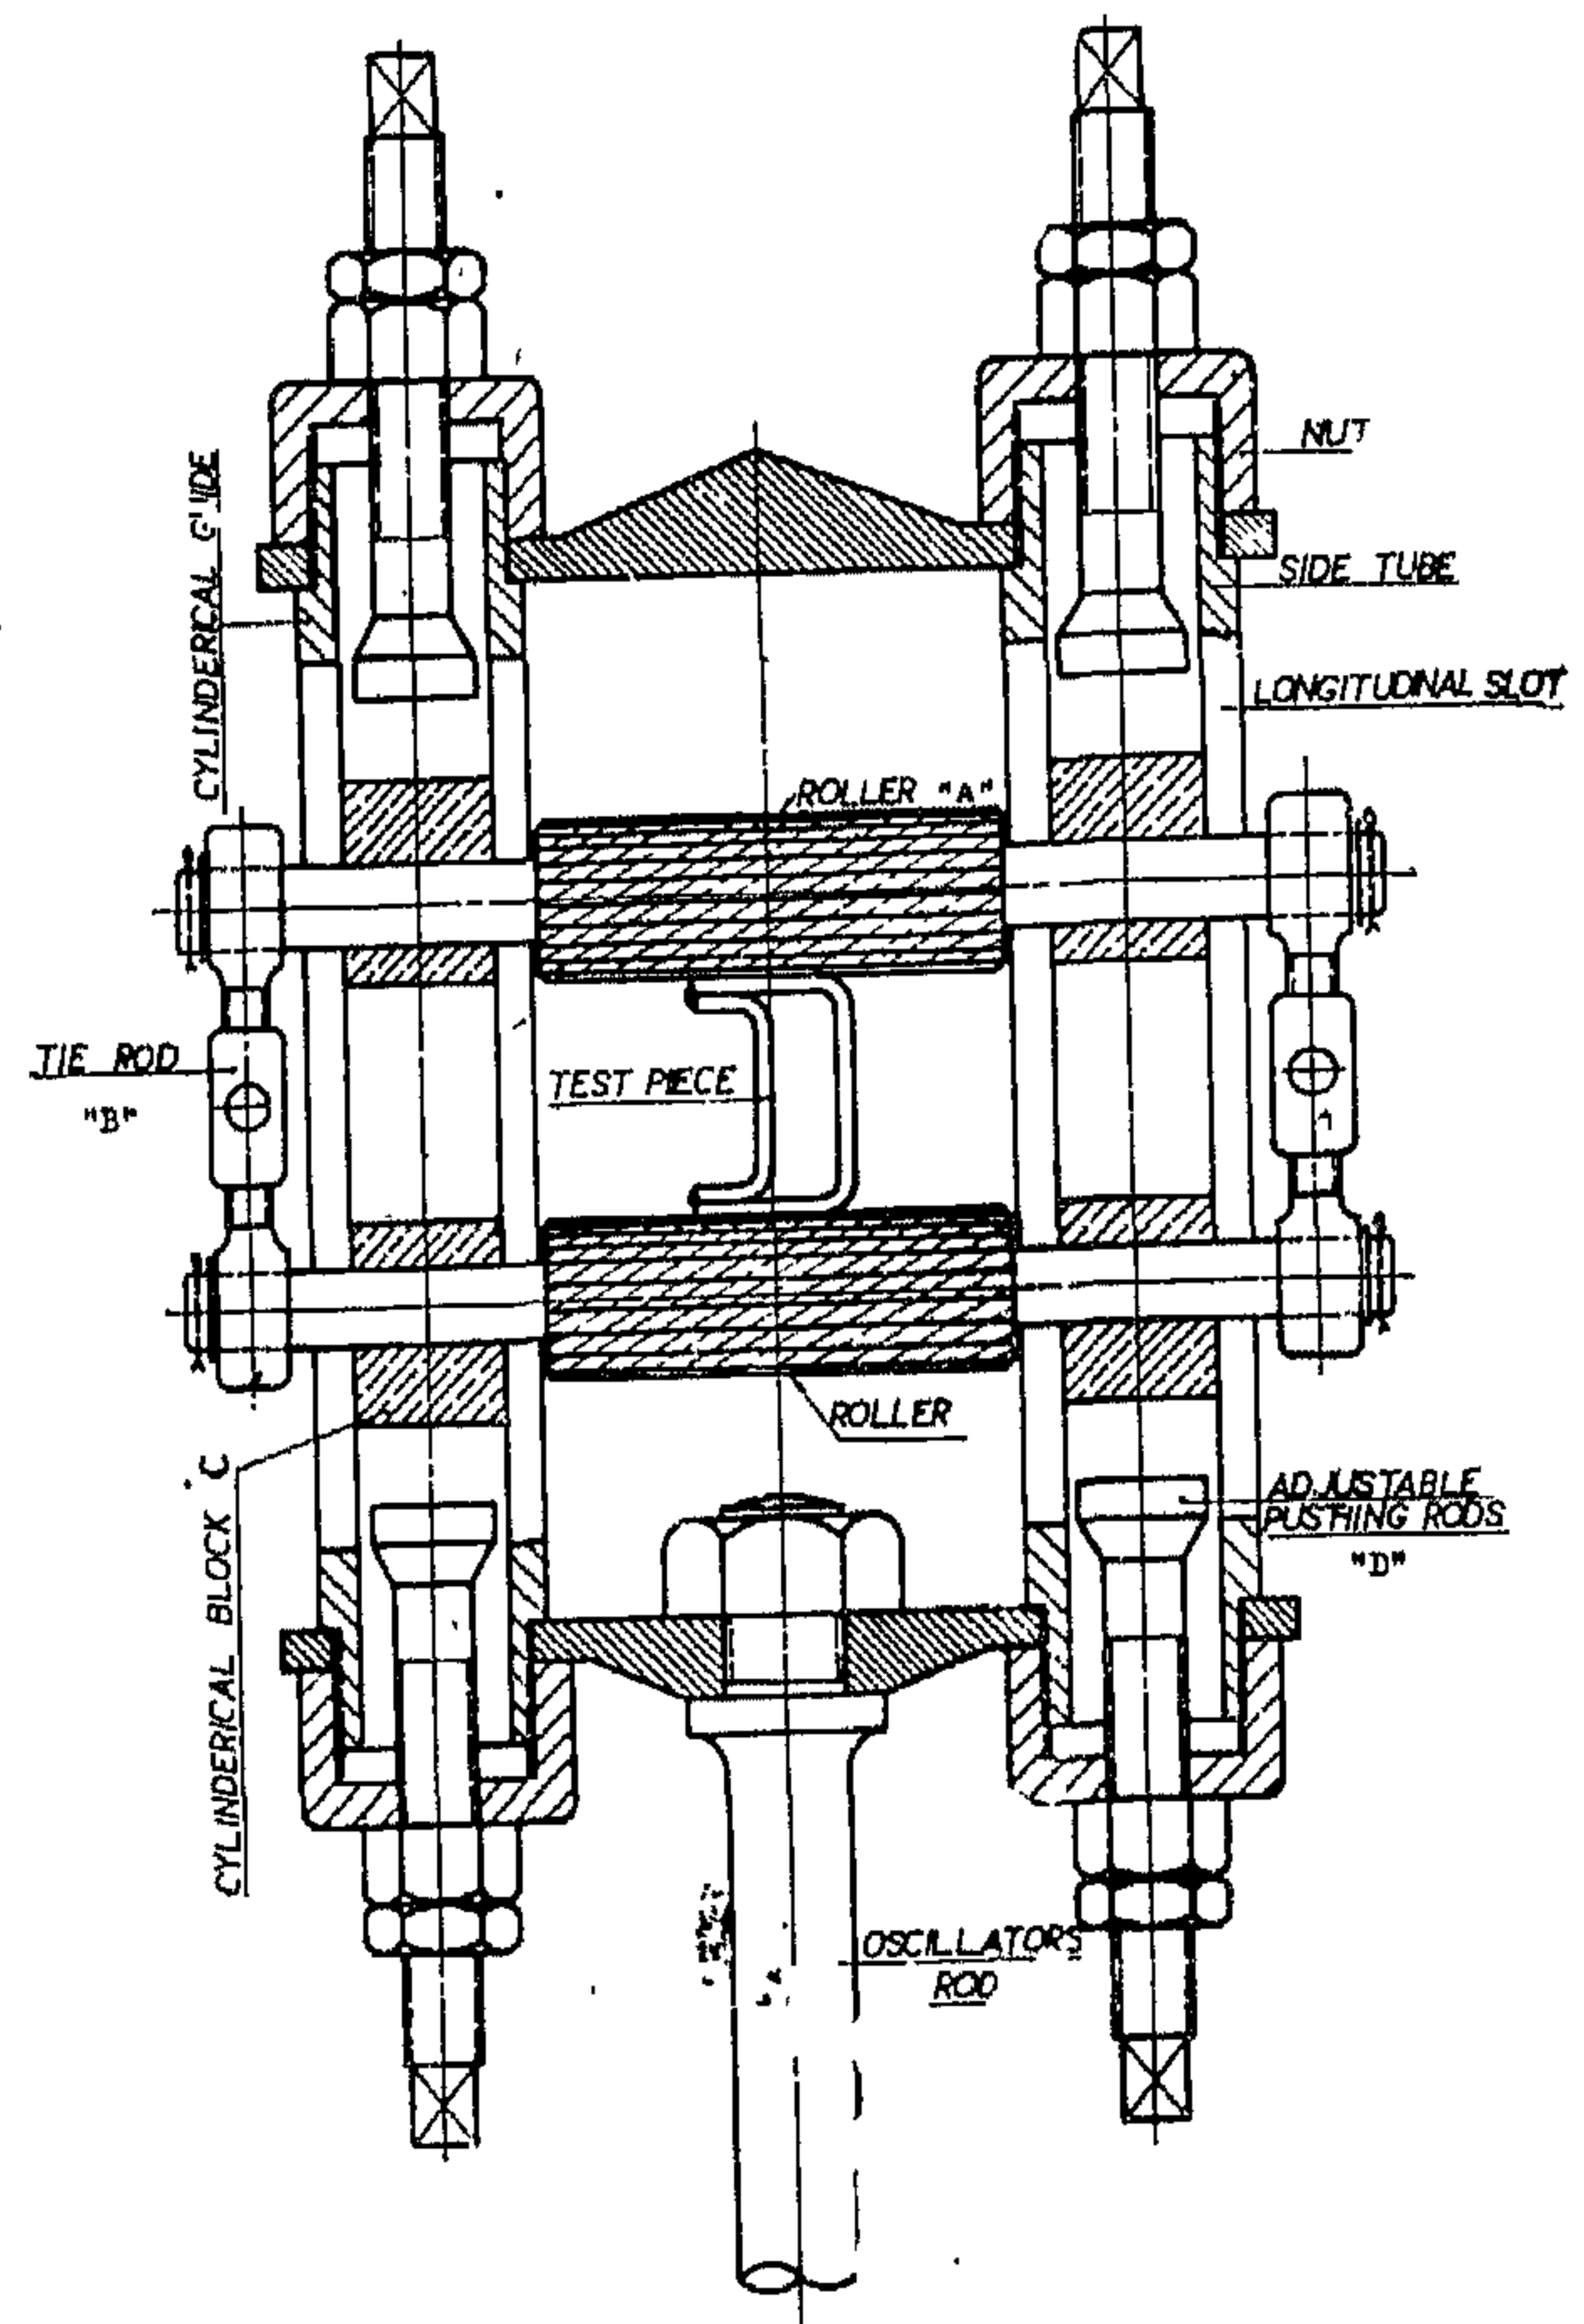 NUT
CYLINDERICAL GUIDE
SIDE TUBE
LONGITUDINAL SLOT
ROLLER "A"
TIE ROD
"B"
TEST PIECE
ROLLER
CYLINDERICAL BLOCK C
ADJUSTABLE
PUSHING RODS
"D"
OSCILLATORS
ROD